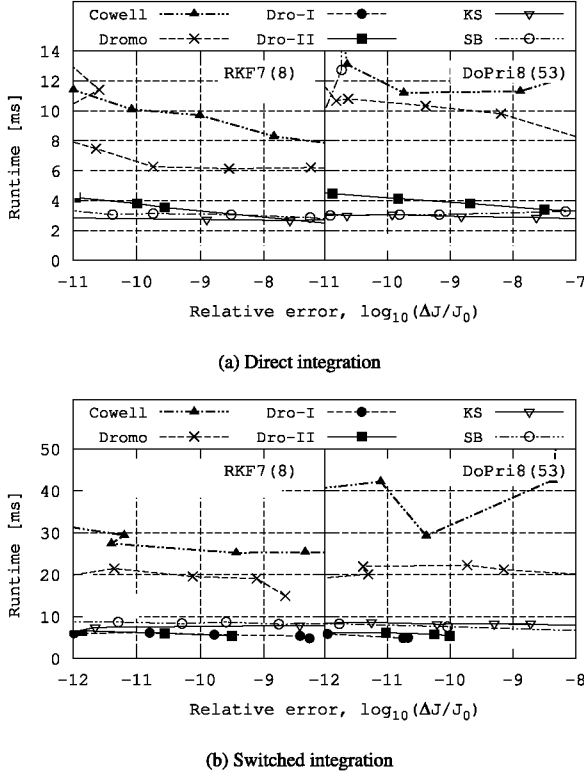 Cowell Dro-I KS
Dromo Dro-II SB
14
12
10
8
6
4
2
0
Runtime [ms]
RKF7(8) DoPri8(53)
-11 -10 -9 -8 -11 -10 -9 -8 -7
Relative error, log10(ΔJ/J0)
(a) Direct integration
Cowell Dro-I KS
Dromo Dro-II SB
50
40
30
20
10
0
Runtime [ms]
RKF7(8) DoPri8(53)
-12 -11 -10 -9 -12 -11 -10 -9 -8
Relative error, log10(ΔJ/J0)
(b) Switched integration